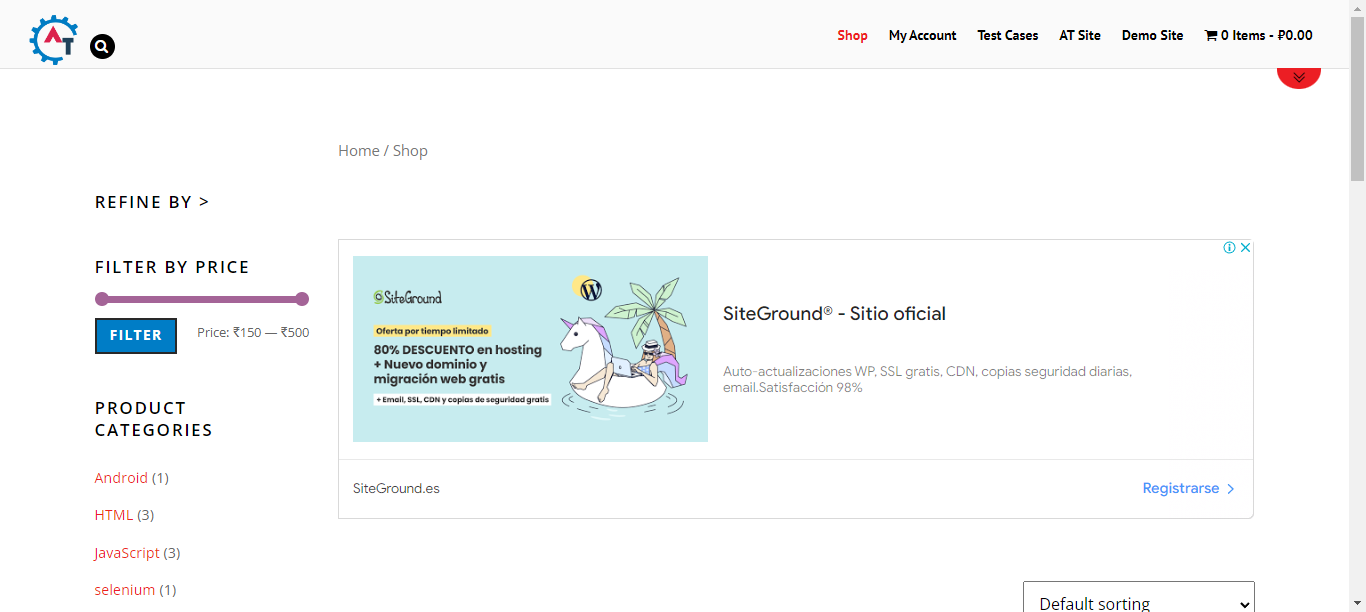 AT
Shop
My Account
Test Cases
AT Site
Demo Site
0 Items - ₽0.00
Home / Shop
REFINE BY >
FILTER BY PRICE
FILTER
Price: ₹150 — ₹500
PRODUCT
CATEGORIES
Android (1)
HTML (3)
JavaScript (3)
selenium (1)
SiteGround
Oferta por tiempo limitado
80% DESCUENTO en hosting
+ Nuevo dominio y
migración web gratis
+ Email, SSL, CDN y copias de seguridad gratis
SiteGround® - Sitio oficial
Auto-actualizaciones WP, SSL gratis, CDN, copias seguridad diarias,
email.Satisfacción 98%
SiteGround.es
Registrarse
Default sorting